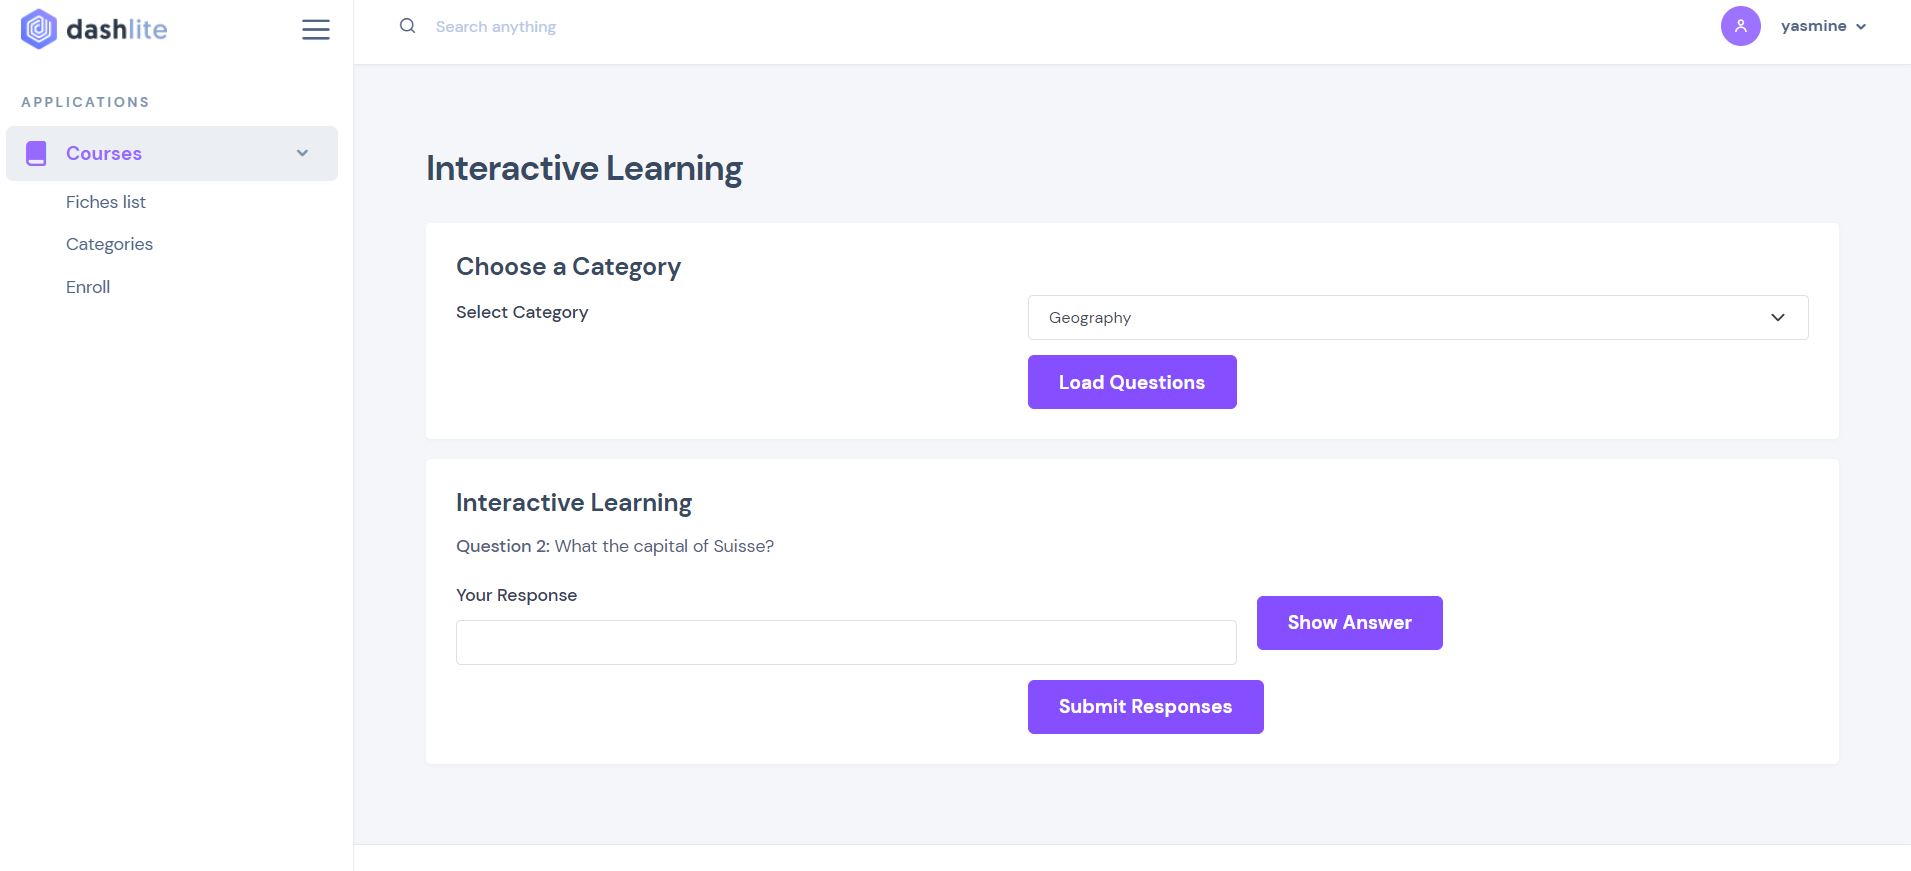 dashlite
Search anything
yasmine
APPLICATIONS
Courses
Fiches list
Categories
Enroll
Interactive Learning
Choose a Category
Select Category
Geography
Load Questions
Interactive Learning
Question 2: What the capital of Suisse?
Your Response
Show Answer
Submit Responses